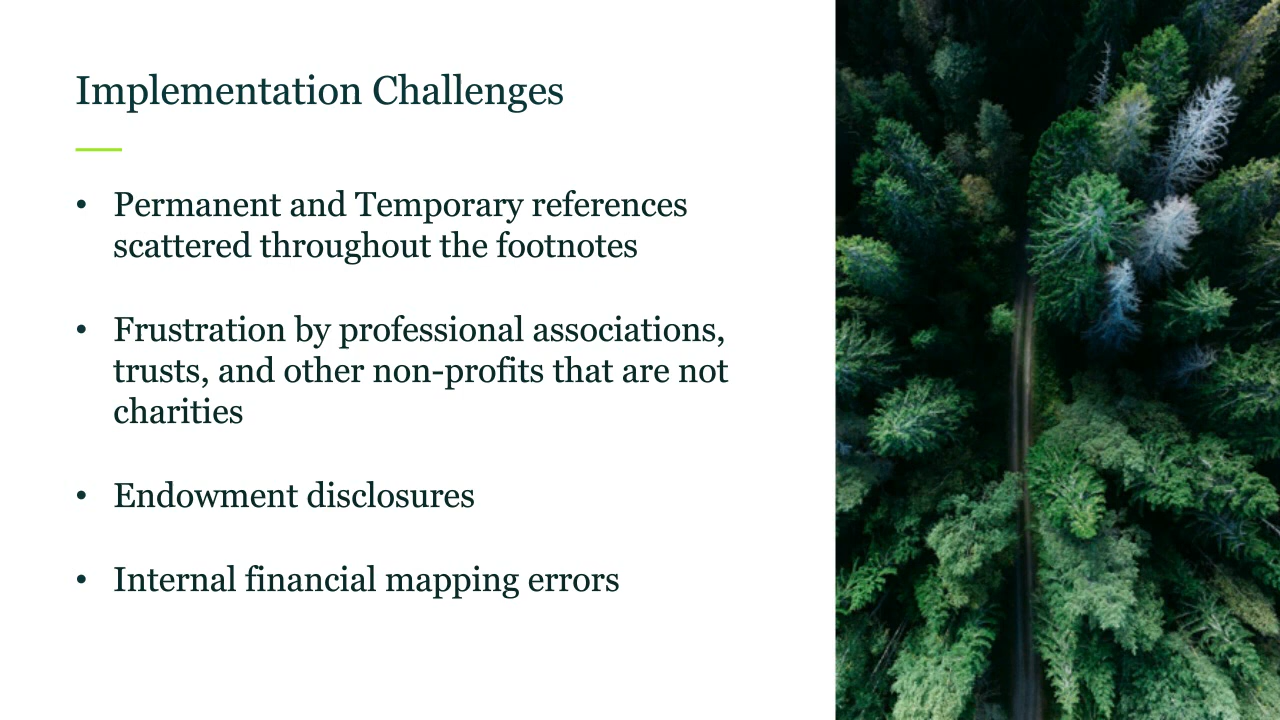 Implementation Challenges
• Permanent and Temporary references
scattered throughout the footnotes
• Frustration by professional associations,
trusts, and other non-profits that are not
charities
• Endowment disclosures
• Internal financial mapping errors